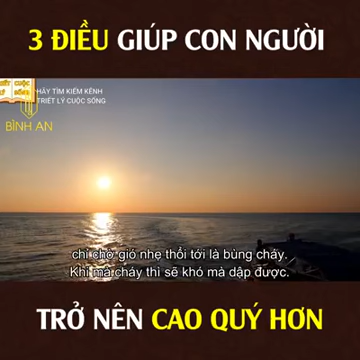 3 ĐIỀU GIÚP CON NGƯỜI
HÃY TÌM KIẾM KÊNH
TRIẾT LÝ CUỘC SỐNG
BÌNH AN
chỉ chờ gió nhẹ thổi tới là bùng cháy.
Khi mà cháy thì sẽ khó mà dập được.
TRỞ NÊN CAO QUÝ HƠN